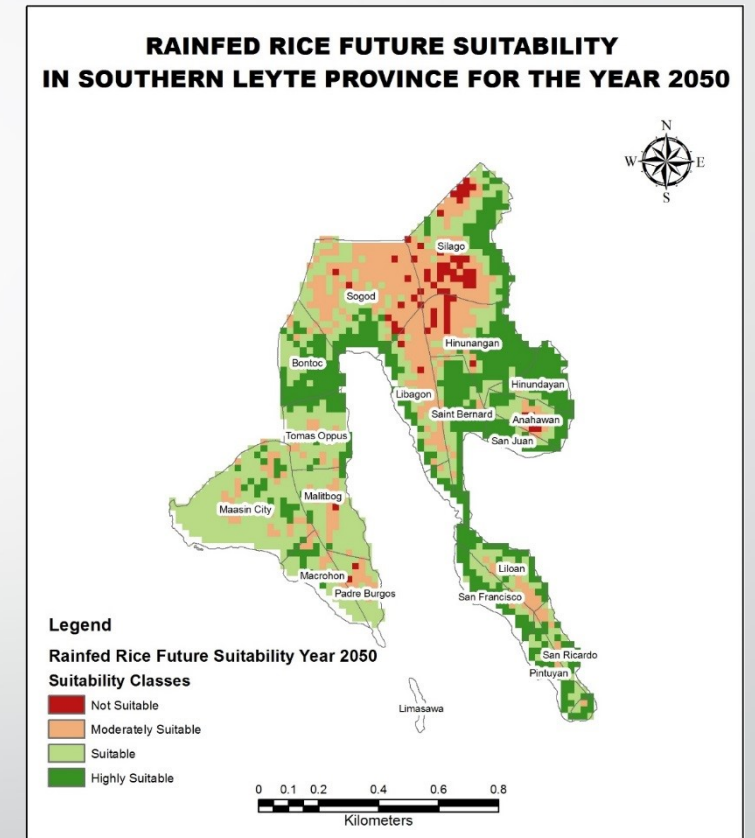 RAINFED RICE FUTURE SUITABILITY
IN SOUTHERN LEYTE PROVINCE FOR THE YEAR 2050
N
W
E
S
Silago
Sogod
Hinunangan
Bontoc
Hinundayan
Libagon
Saint Bernard
Anahawan
Tomas Oppus
San Juan
Malitbog
Maasin City
Liloan
Macrohon
Padre Burgos
San Francisco
San Ricardo
Pintuyan
Limasawa
Legend
Rainfed Rice Future Suitability Year 2050
Suitability Classes
Not Suitable
Moderately Suitable
Suitable
Highly Suitable
0 0.1 0.2 0.4 0.6 0.8
Kilometers